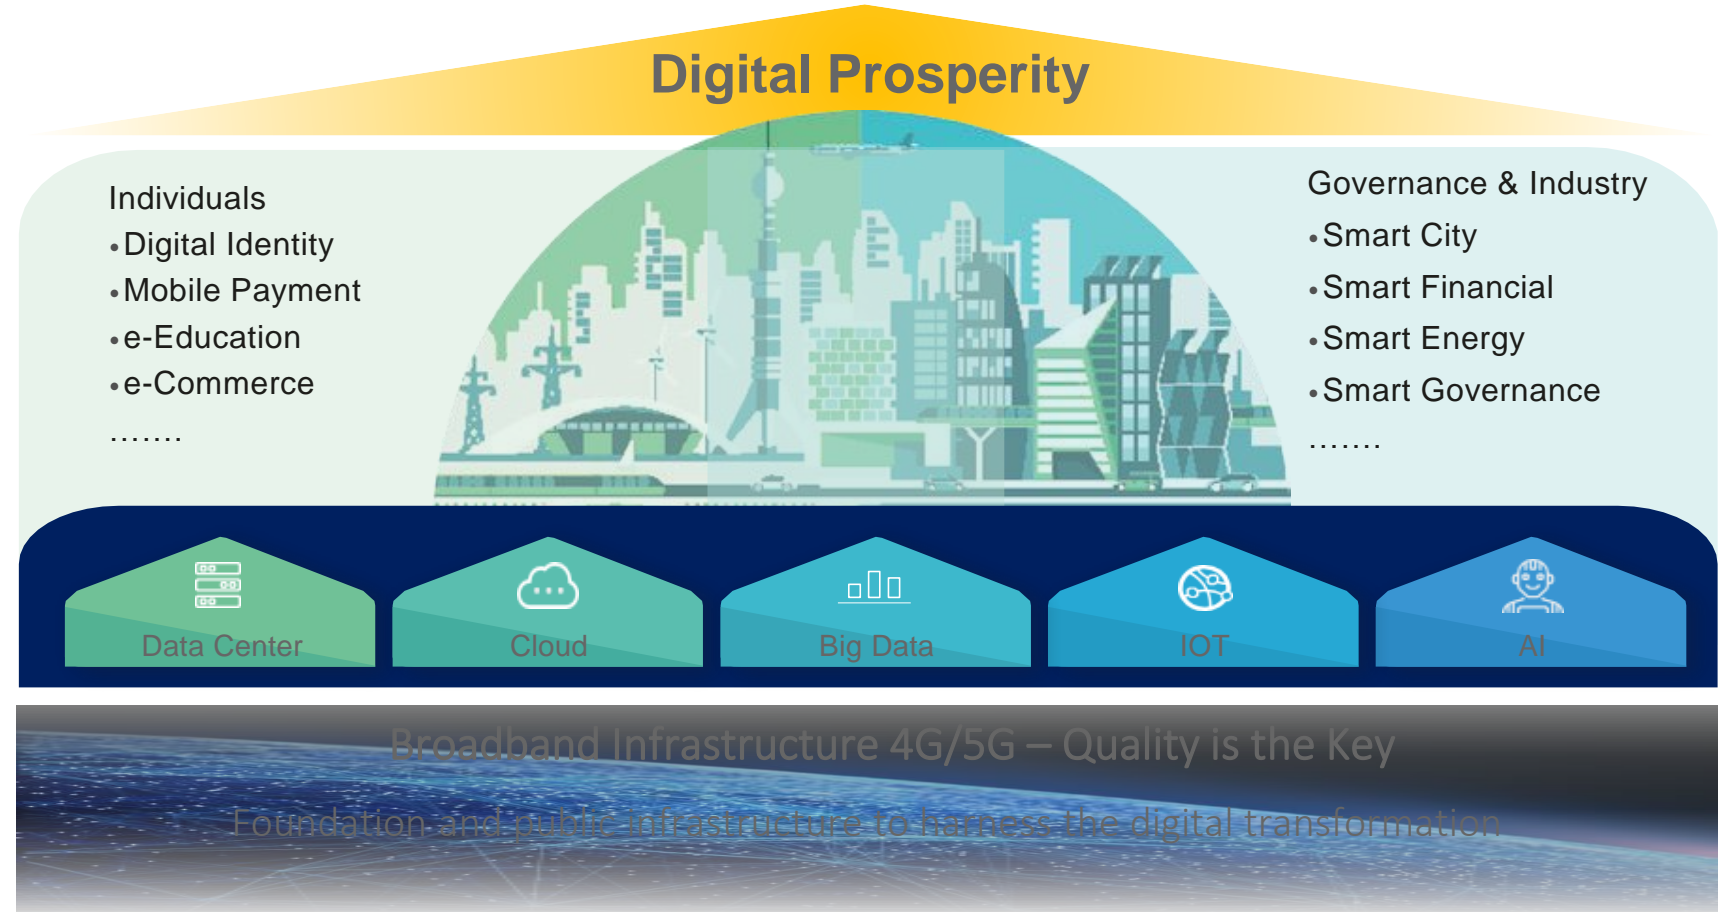 Digital Prosperity
Individuals
•Digital Identity
•Mobile Payment
•e-Education
•e-Commerce
.......
Governance & Industry
•Smart City
•Smart Financial
•Smart Energy
•Smart Governance
.......
Data Center
Cloud
Big Data
IOT
AI
Broadband Infrastructure 4G/5G – Quality is the Key
Foundation and public infrastructure to harness the digital transformation